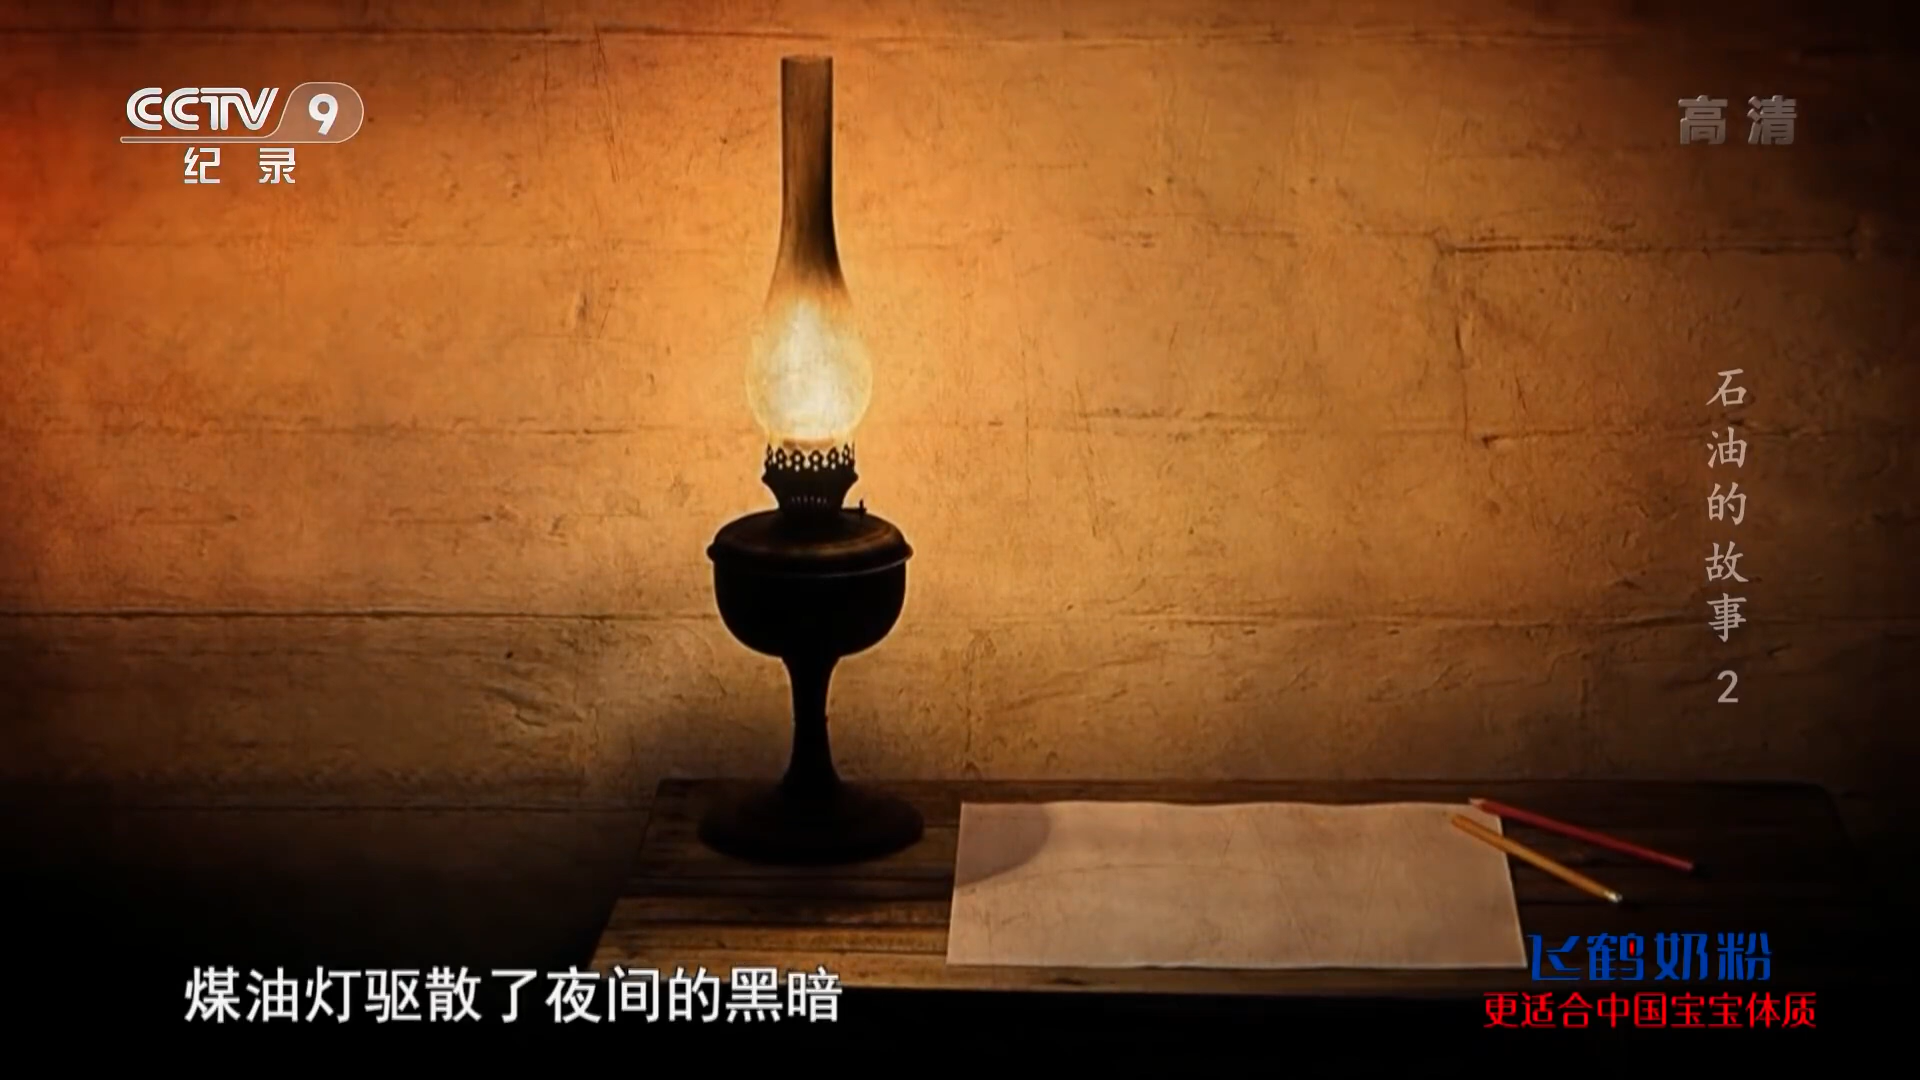 CCTV 9
纪 录
高清
石油的故事 2
煤油灯驱散了夜间的黑暗
飞鹤奶粉
更适合中国宝宝体质